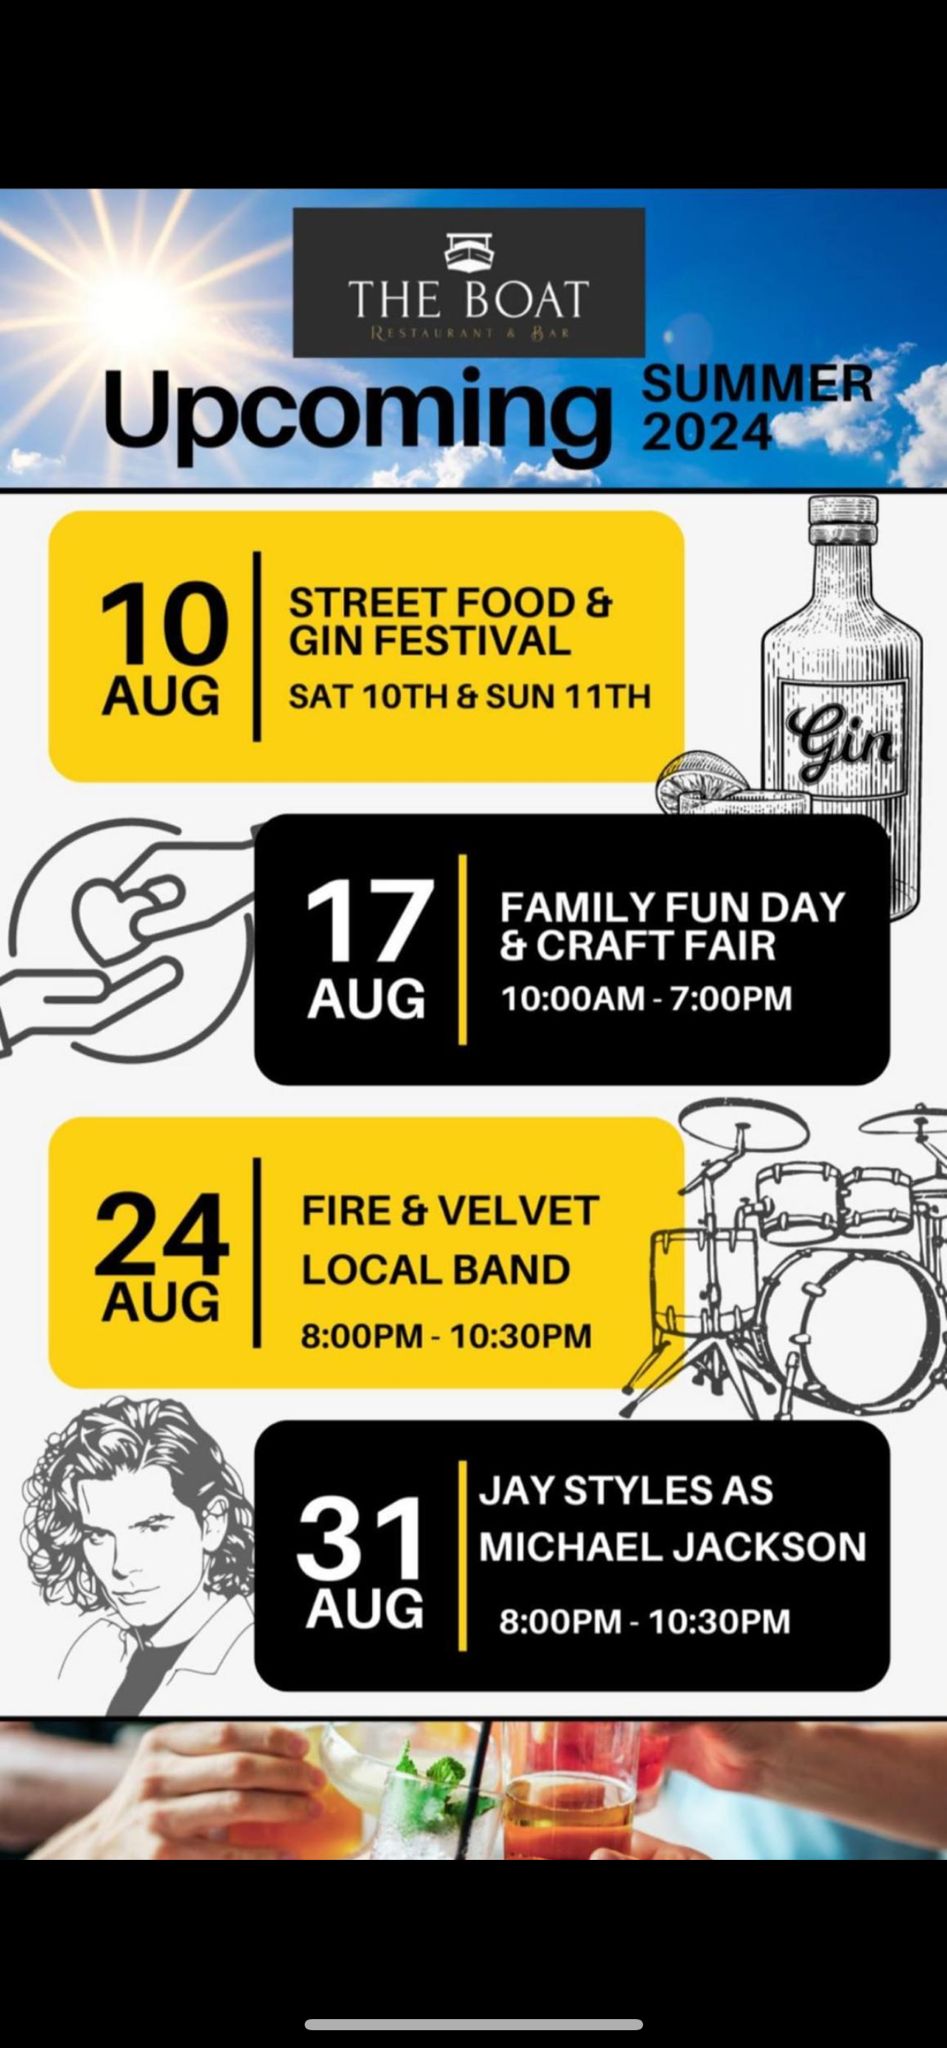 THE BOAT
RESTAURANT & BAR
Upcoming
SUMMER
2024
10
AUG
STREET FOOD &
GIN FESTIVAL
SAT 10TH & SUN 11TH
Gin
17
AUG
FAMILY FUN DAY
& CRAFT FAIR
10:00AM - 7:00PM
24
AUG
FIRE & VELVET
LOCAL BAND
8:00PM - 10:30PM
31
AUG
JAY STYLES AS
MICHAEL JACKSON
8:00PM - 10:30PM